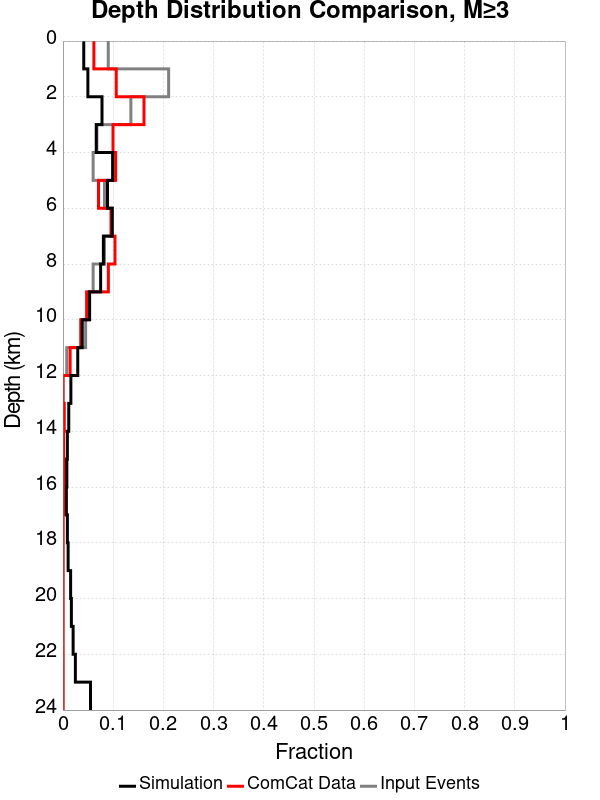 Depth Distribution Comparison, M≥3
0
2
4
6
8
10
12
14
16
18
20
22
24
Depth (km)
0 0.1 0.2 0.3 0.4 0.5 0.6 0.7 0.8 0.9 1
Fraction
Simulation ComCat Data Input Events